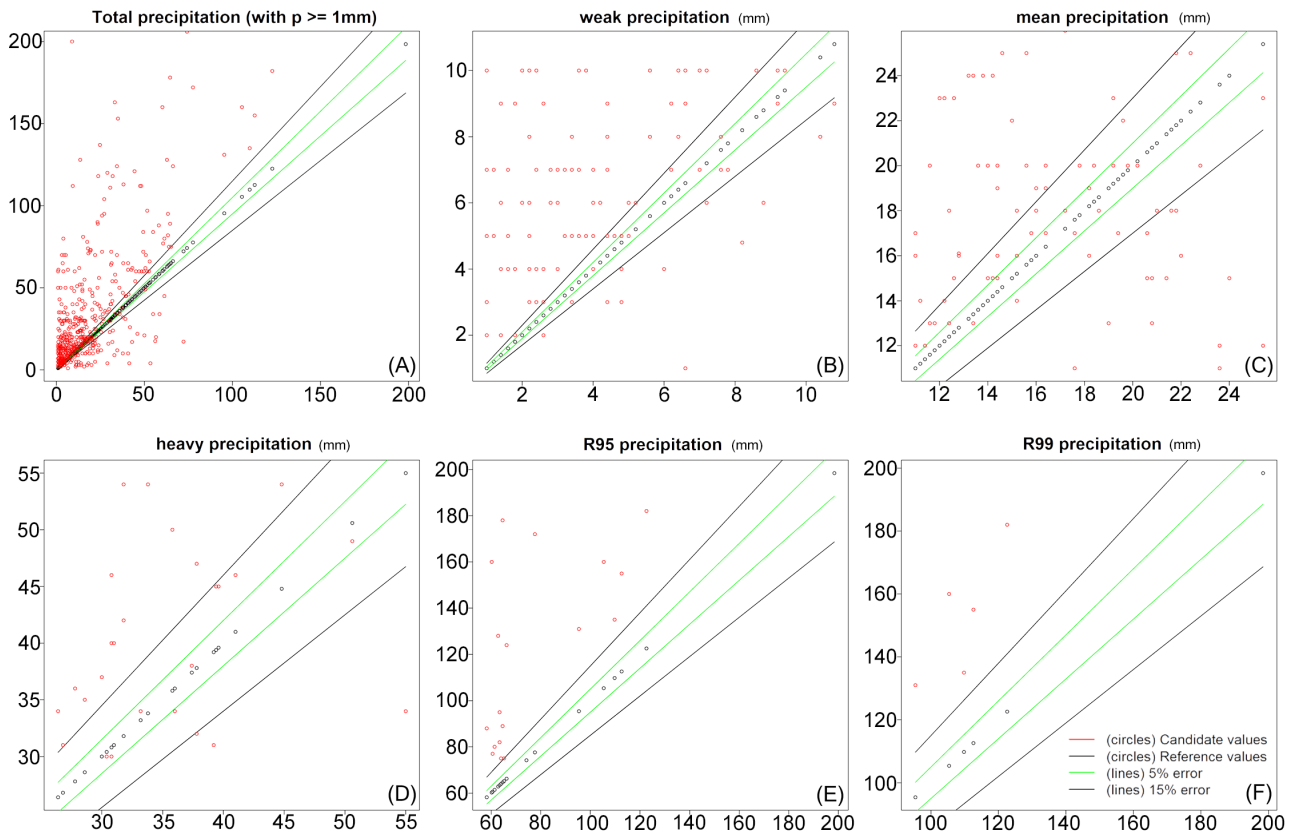 Total precipitation (with p >= 1mm)
200
150
100
50
0
0 50 100 150 200
(A)
weak precipitation (mm)
10
8
6
4
2
2 4 6 8 10
(B)
mean precipitation (mm)
24
22
20
18
16
14
12
12 14 16 18 20 22 24
(C)
heavy precipitation (mm)
55
50
45
40
35
30
30 35 40 45 50 55
(D)
R95 precipitation (mm)
200
180
160
140
120
100
80
60
60 80 100 120 140 160 180 200
(E)
R99 precipitation (mm)
200
180
160
140
120
100
100 120 140 160 180 200
(circles) Candidate values
(circles) Reference values
(lines) 5% error
(lines) 15% error
(F)